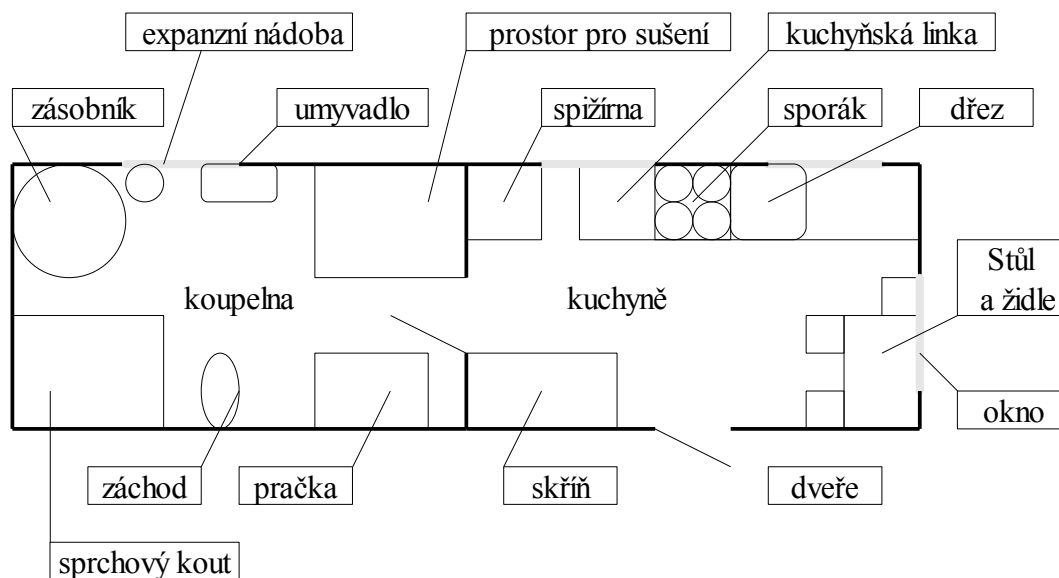 expanzní nádoba
prostor pro sušení
kuchyňská linka
zásobník
umyvadlo
spižírna
sporák
dřez
koupelna
kuchyně
Stůl
a židle
okno
záchod
pračka
skříň
dveře
sprchový kout